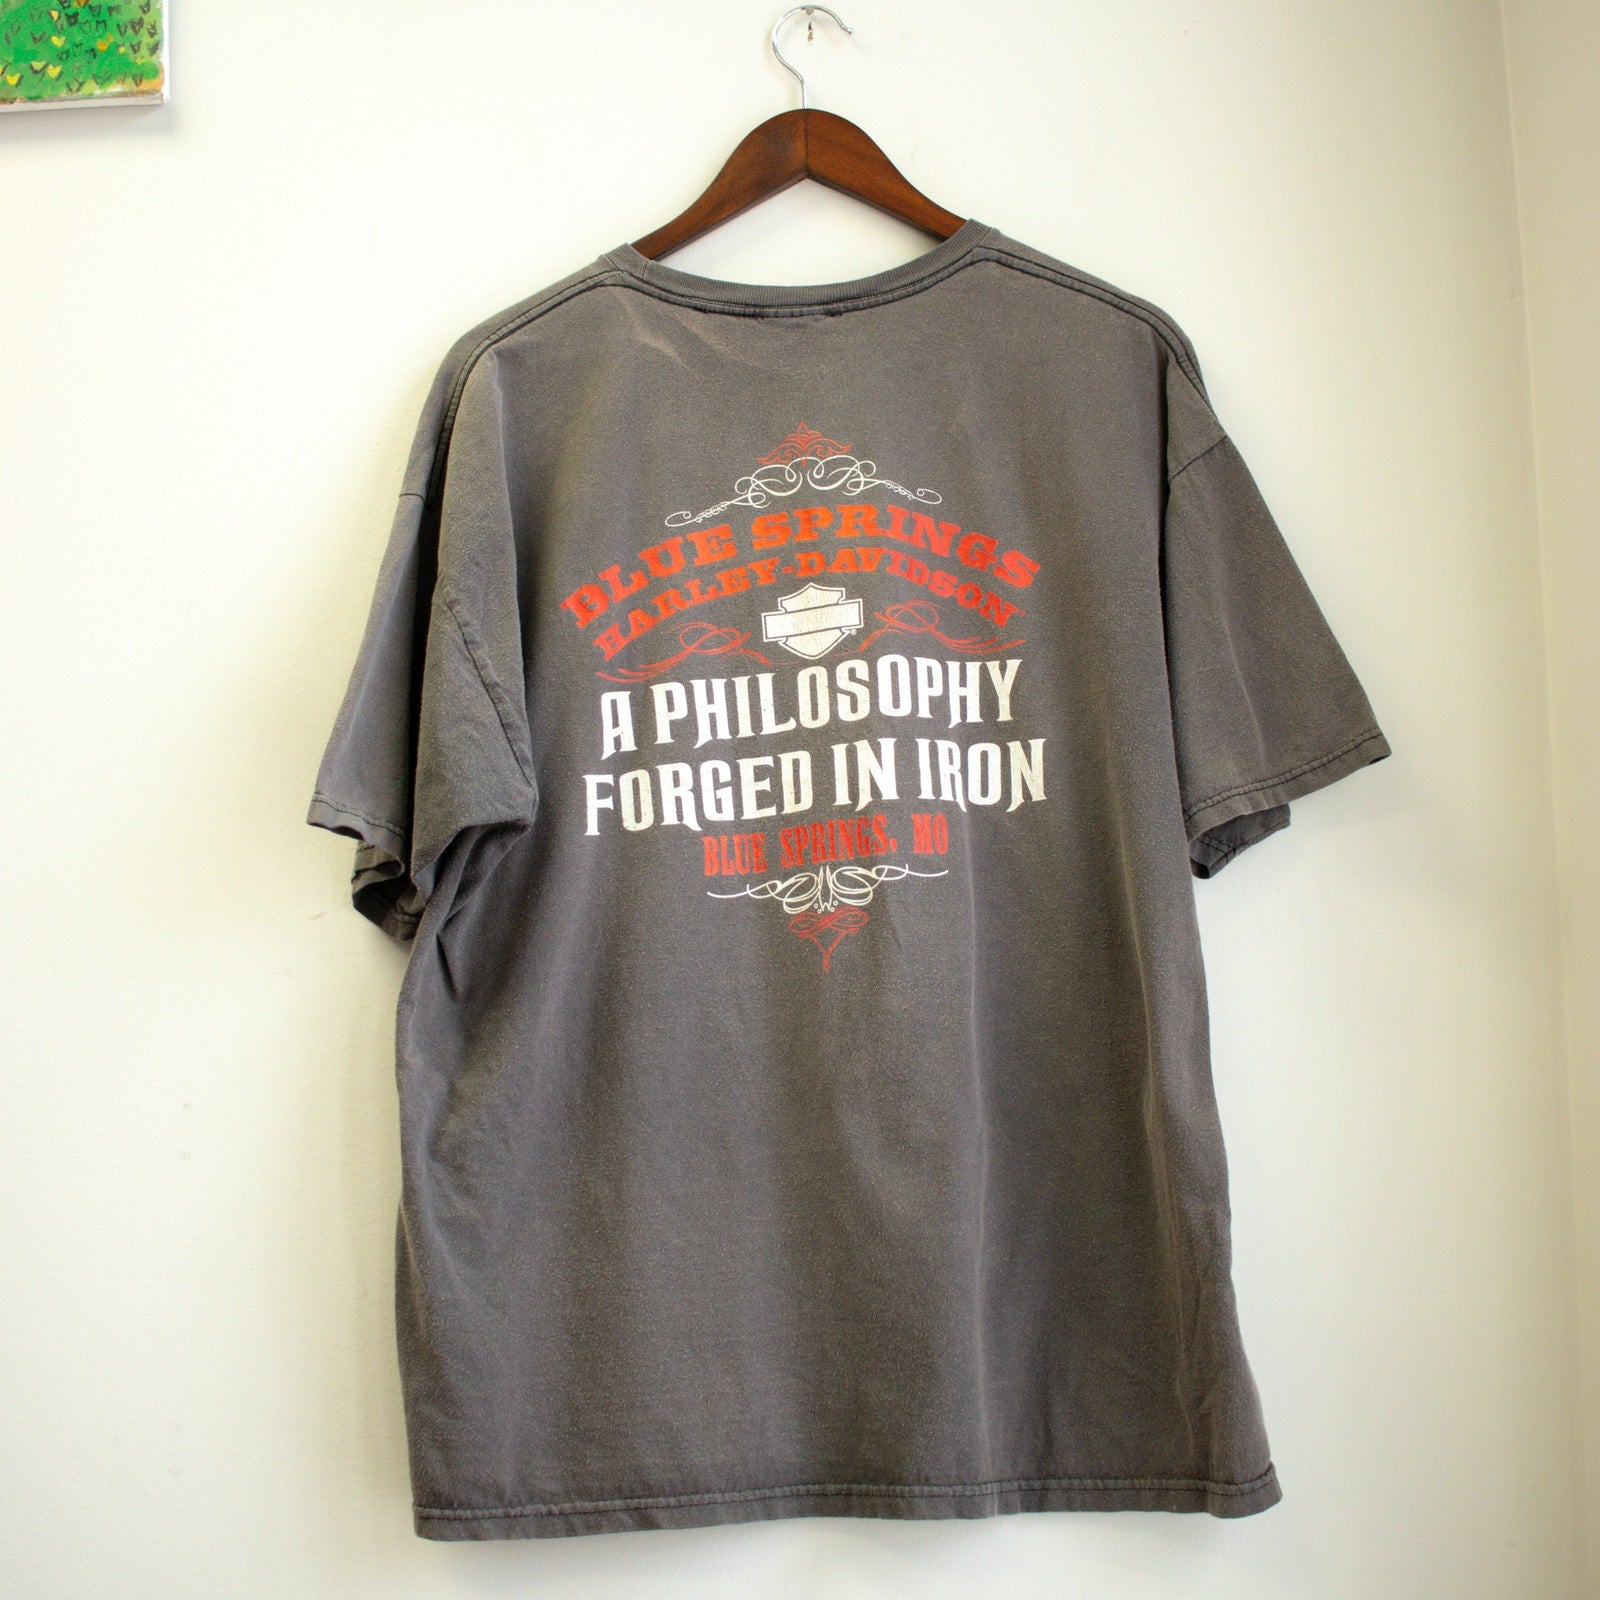 BLUE SPRINGS
HARLEY-DAVIDSON
A PHILOSOPHY
FORGED IN IRON
BLUE SPRINGS, MO